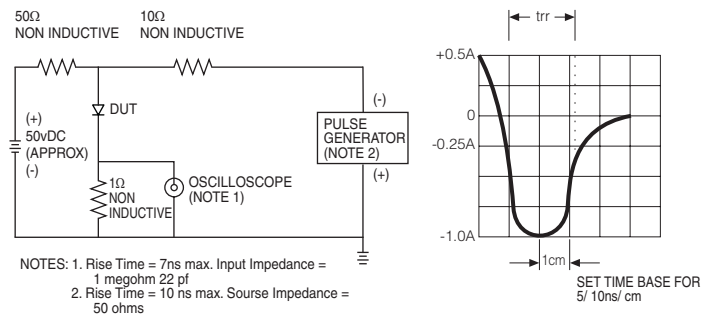 50Ω
NON INDUCTIVE
10Ω
NON INDUCTIVE
DUT
(+)
50vDC
(APPROX)
(-)
1Ω
NON
INDUCTIVE
OSCILLOSCOPE
(NOTE 1)
(-)
PULSE
GENERATOR
(NOTE 2)
(+)
NOTES: 1. Rise Time = 7ns max. Input Impedance =
1 megohm 22 pf
2. Rise Time = 10 ns max. Sourse Impedance =
50 ohms
trr
+0.5A
0
-0.25A
-1.0A
1cm
SET TIME BASE FOR
5/ 10ns/ cm